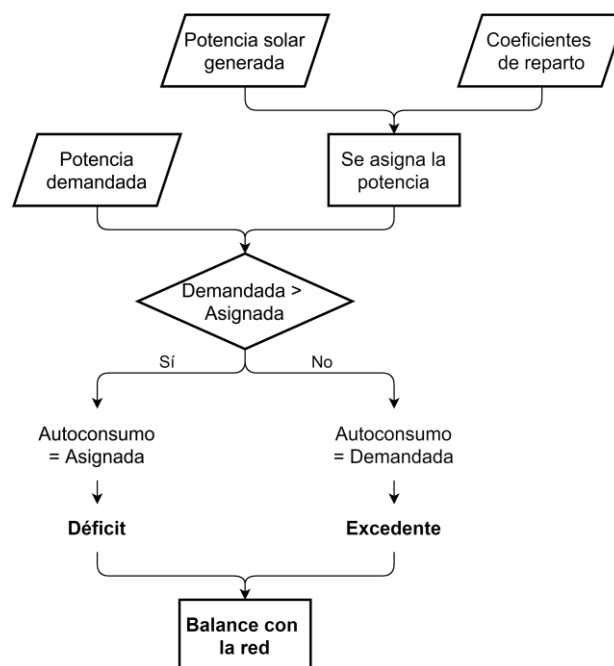 Potencia solar
generada
Coeficientes
de reparto
Potencia
demandada
Se asigna la
potencia
Demandada >
Asignada
Sí
No
Autoconsumo
= Asignada
Autoconsumo
= Demandada
Déficit
Excedente
Balance con
la red